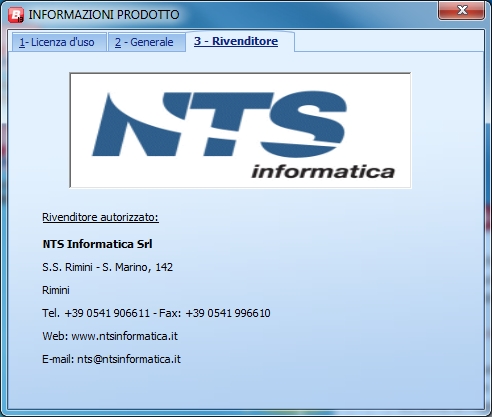 INFORMAZIONI PRODOTTO
1- Licenza d'uso
2 - Generale
3 - Rivenditore
NTS
informatica
Rivenditore autorizzato:
NTS Informatica Srl
S.S. Rimini - S. Marino, 142
Rimini
Tel. +39 0541 906611 - Fax: +39 0541 996610
Web: www.ntsinformatica.it
E-mail: nts@ntsinformatica.it